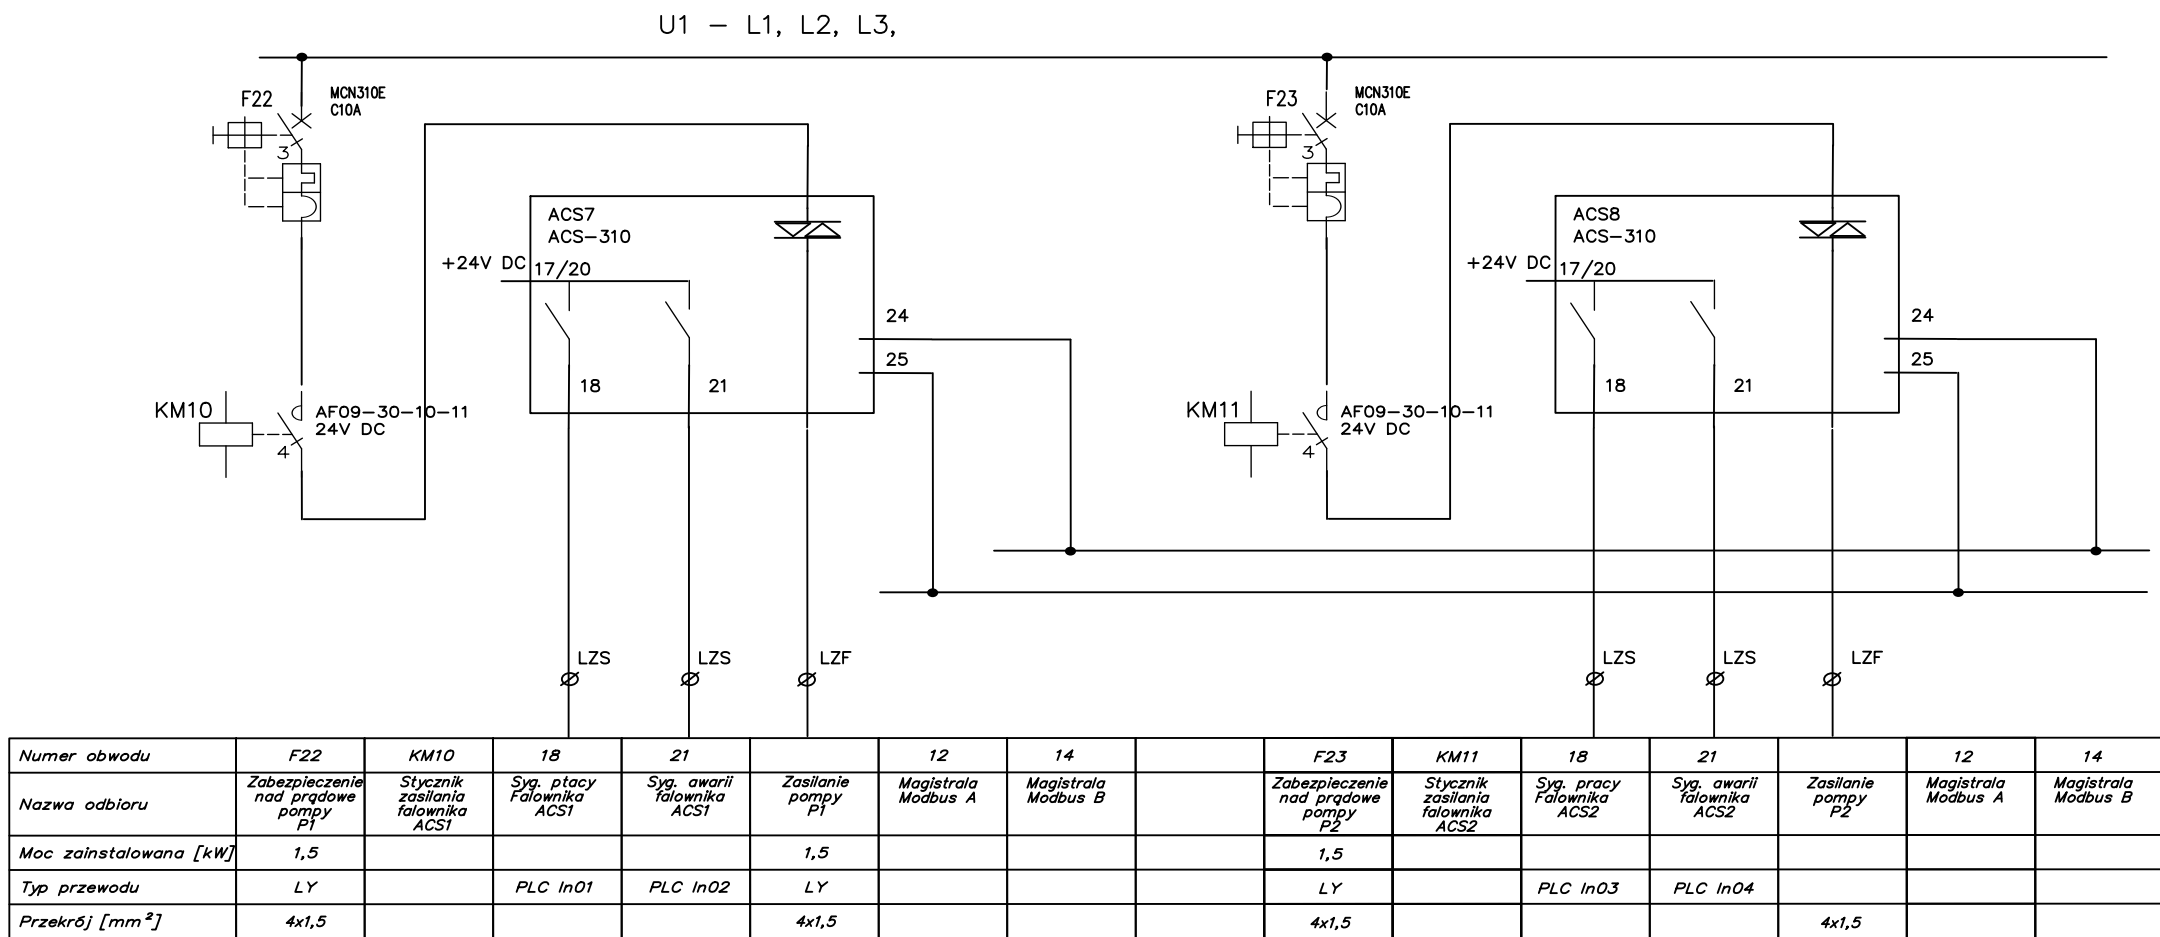 U1 – L1, L2, L3,
F22
MCN310E
C10A
3
F23
MCN310E
C10A
3
ACS7
ACS-310
+24V DC
17/20
24
25
18
21
KM10
AF09-30-10-11
24V DC
4
ACS8
ACS-310
+24V DC
17/20
24
25
18
21
KM11
AF09-30-10-11
24V DC
4
LZS
LZS
LZF
LZS
LZS
LZF
Numer obwodu F22 KM10 18 21 12 14 F23 KM11 18 21 12 14
Nazwa odbioru
Zabezpieczenie
nad prądowe
pompy
P1
Stycznik
zasilania
falownika
ACS1
Syg. ptacy
Falownika
ACS1
Syg. awarii
falownika
ACS1
Zasilanie
pompy
P1
Magistrala
Modbus A
Magistrala
Modbus B
Zabezpieczenie
nad prądowe
pompy
P2
Stycznik
zasilania
falownika
ACS2
Syg. pracy
Falownika
ACS2
Syg. awarii
falownika
ACS2
Zasilanie
pompy
P2
Magistrala
Modbus A
Magistrala
Modbus B
Moc zainstalowana [kW] 1,5 1,5 1,5
Typ przewodu LY PLC In01 PLC In02 LY LY PLC In03 PLC In04
Przekrój [mm²] 4x1,5 4x1,5 4x1,5 4x1,5